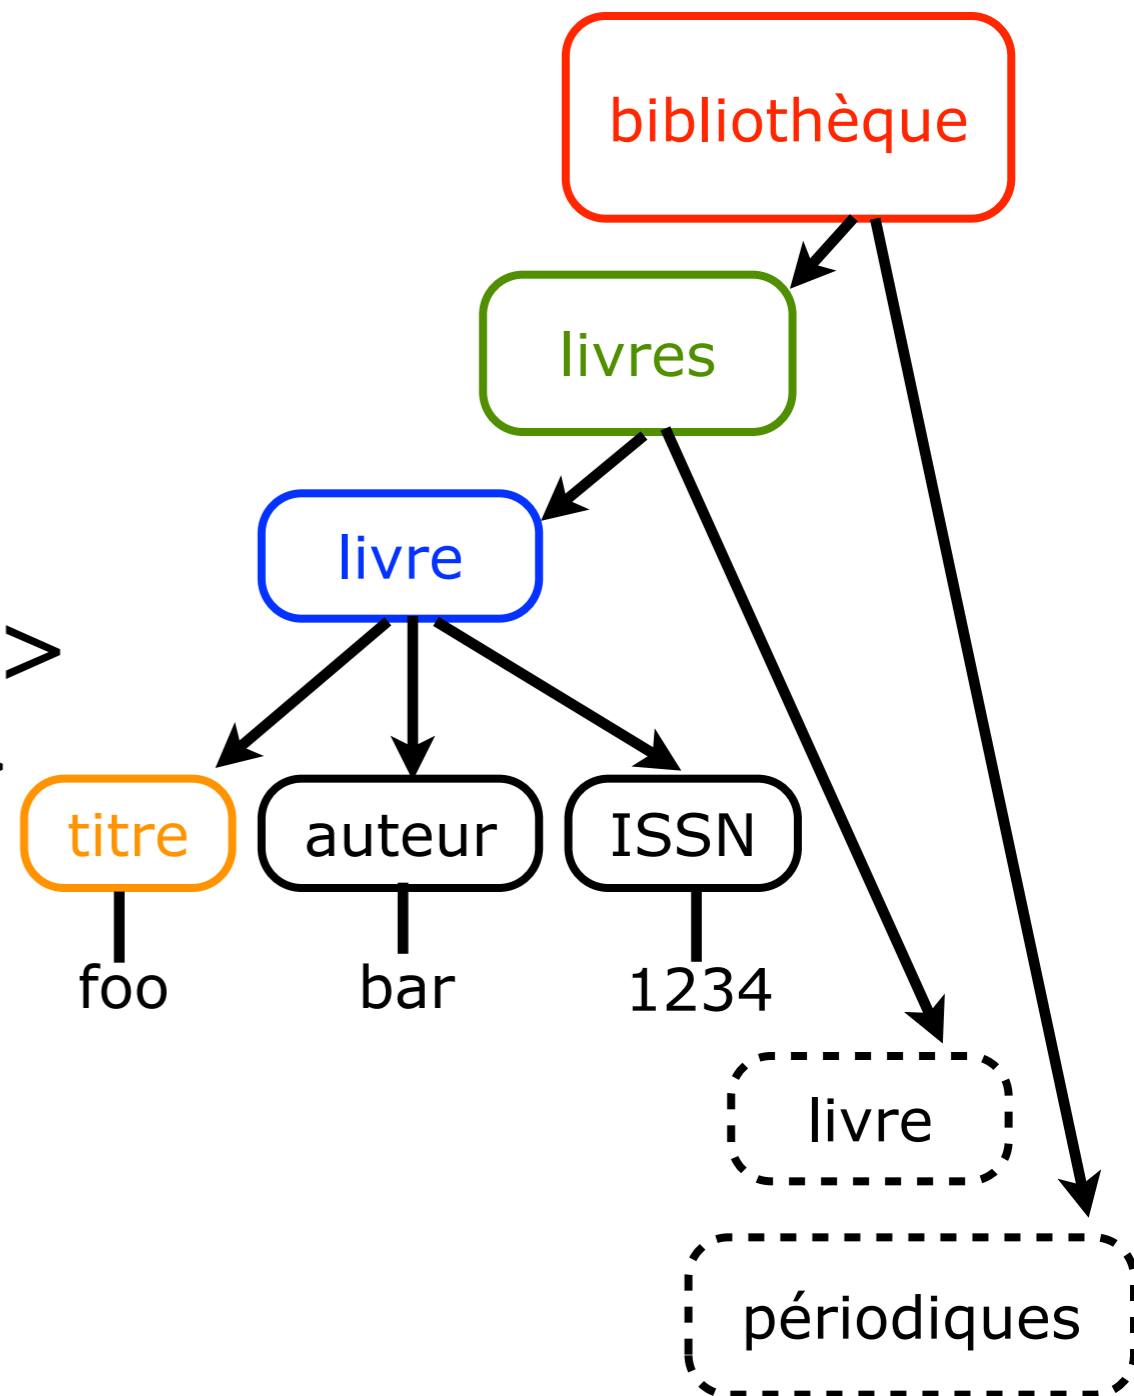 bibliothèque
livres
livre
>
titre auteur ISSN
foo bar 1234
livre
périodiques